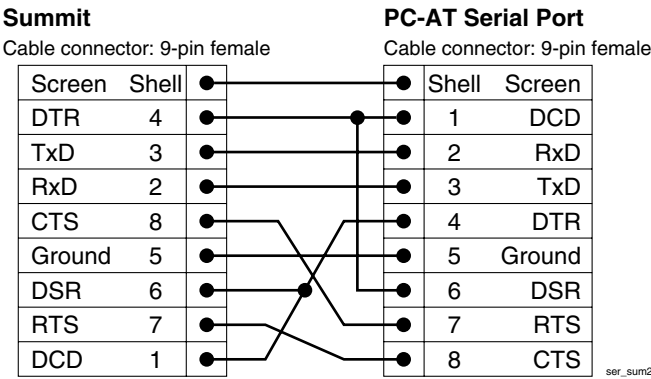 Summit PC-AT Serial Port
Cable connector: 9-pin female Cable connector: 9-pin female
Screen Shell Shell Screen
DTR 4 1 DCD
TxD 3 2 RxD
RxD 2 3 TxD
CTS 8 4 DTR
Ground 5 5 Ground
DSR 6 6 DSR
RTS 7 7 RTS
DCD 1 8 CTS
ser_sum2